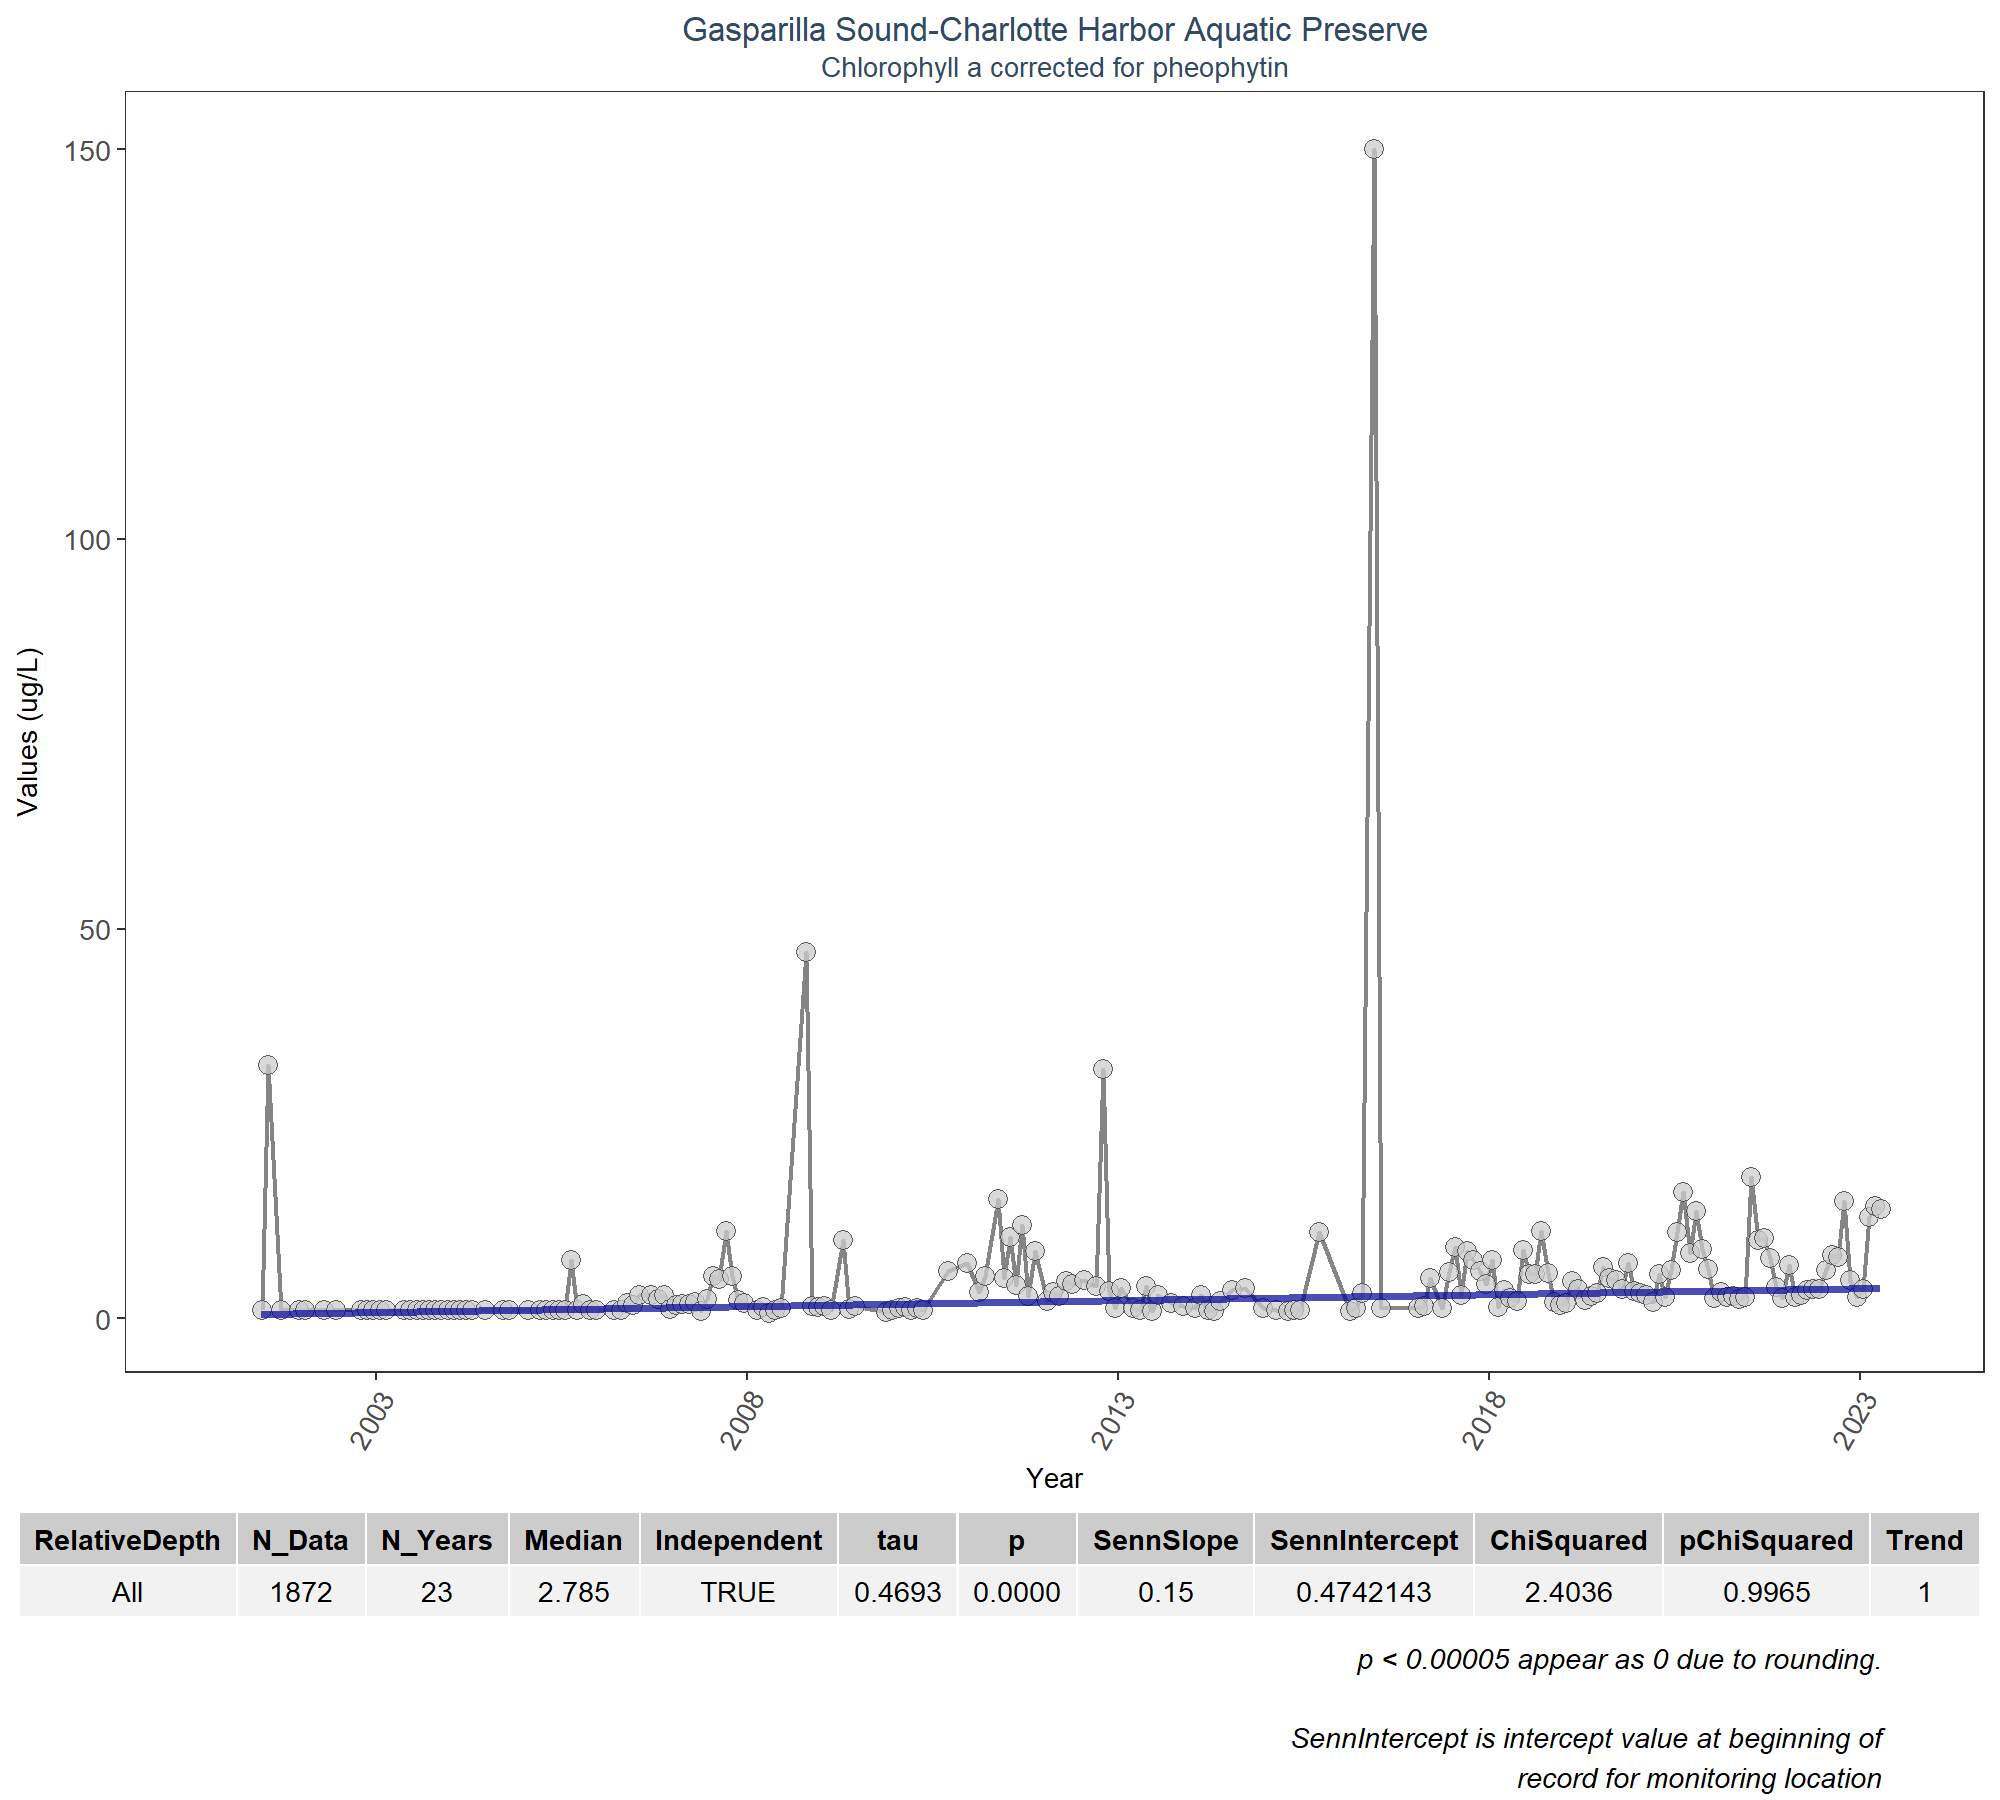 Gasparilla Sound-Charlotte Harbor Aquatic Preserve
Chlorophyll a corrected for pheophytin
150
100
50
0
Values (ug/L)
2003
2008
2013
2018
2023
Year
RelativeDepth N_Data N_Years Median Independent tau p SennSlope SennIntercept ChiSquared pChiSquared Trend
All 1872 23 2.785 TRUE 0.4693 0.0000 0.15 0.4742143 2.4036 0.9965 1
p < 0.00005 appear as 0 due to rounding.
SennIntercept is intercept value at beginning of
record for monitoring location